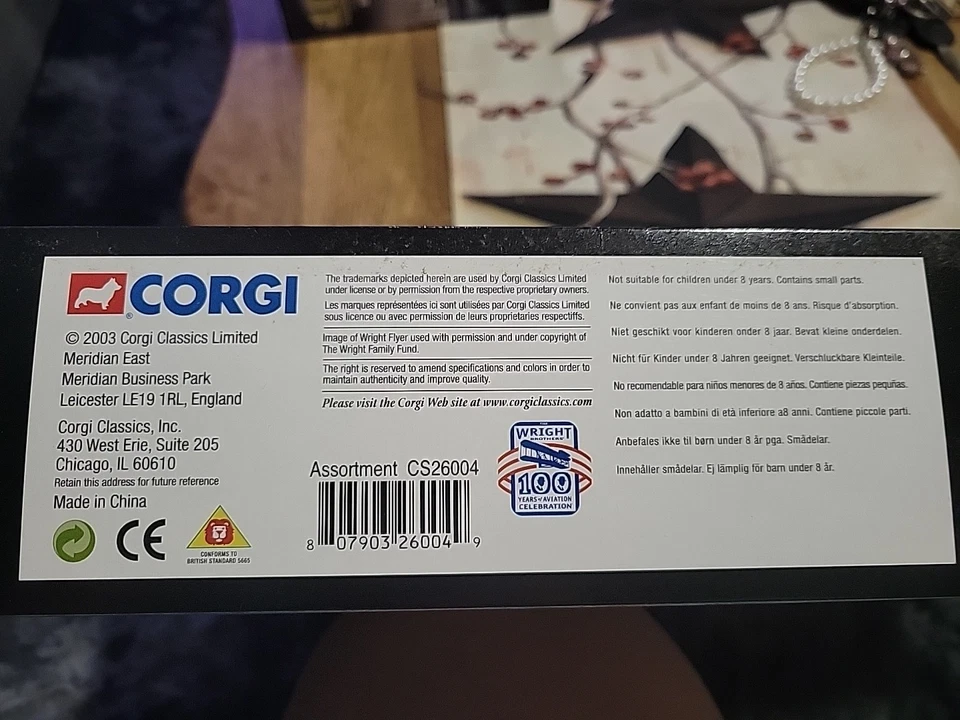 CORGI
®
© 2003 Corgi Classics Limited
Meridian East
Meridian Business Park
Leicester LE19 1RL, England
Corgi Classics, Inc.
430 West Erie, Suite 205
Chicago, IL 60610
Retain this address for future reference
Made in China
CE
CONFORMS TO
BRITISH STANDARD 5665
The trademarks depicted herein are used by Corgi Classics Limited
under license or by permission from the respective proprietary owners.
Les marques représentées ici sont utilisées par Corgi Classics Limited
sous licence ou avec permission de leurs proprietaries respectiffs.
Image of Wright Flyer used with permission and under copyright of
The Wright Family Fund.
The right is reserved to amend specifications and colors in order to
maintain authenticity and improve quality.
Please visit the Corgi Web site at www.corgiclassics.com
Assortment CS26004
8 07903 26004 9
THE
WRIGHT
BROTHERS
100
YEARS of AVIATION
CELEBRATION
Not suitable for children under 8 years. Contains small parts.
Ne convient pas aux enfant de moins de 8 ans. Risque d'absorption.
Niet geschikt voor kinderen onder 8 jaar. Bevat kleine onderdelen.
Nicht für Kinder under 8 Jahren geeignet. Verschluckbare Kleinteile.
No recomendable para niños menores de 8 años. Contiene piezas pequñas.
Non adatto a bambini di età inferiore a8 anni. Contiene piccole parti.
Anbefales ikke til børn under 8 år pga. Smådelar.
Innehåller smådelar. Ej lämplig för barn under 8 år.